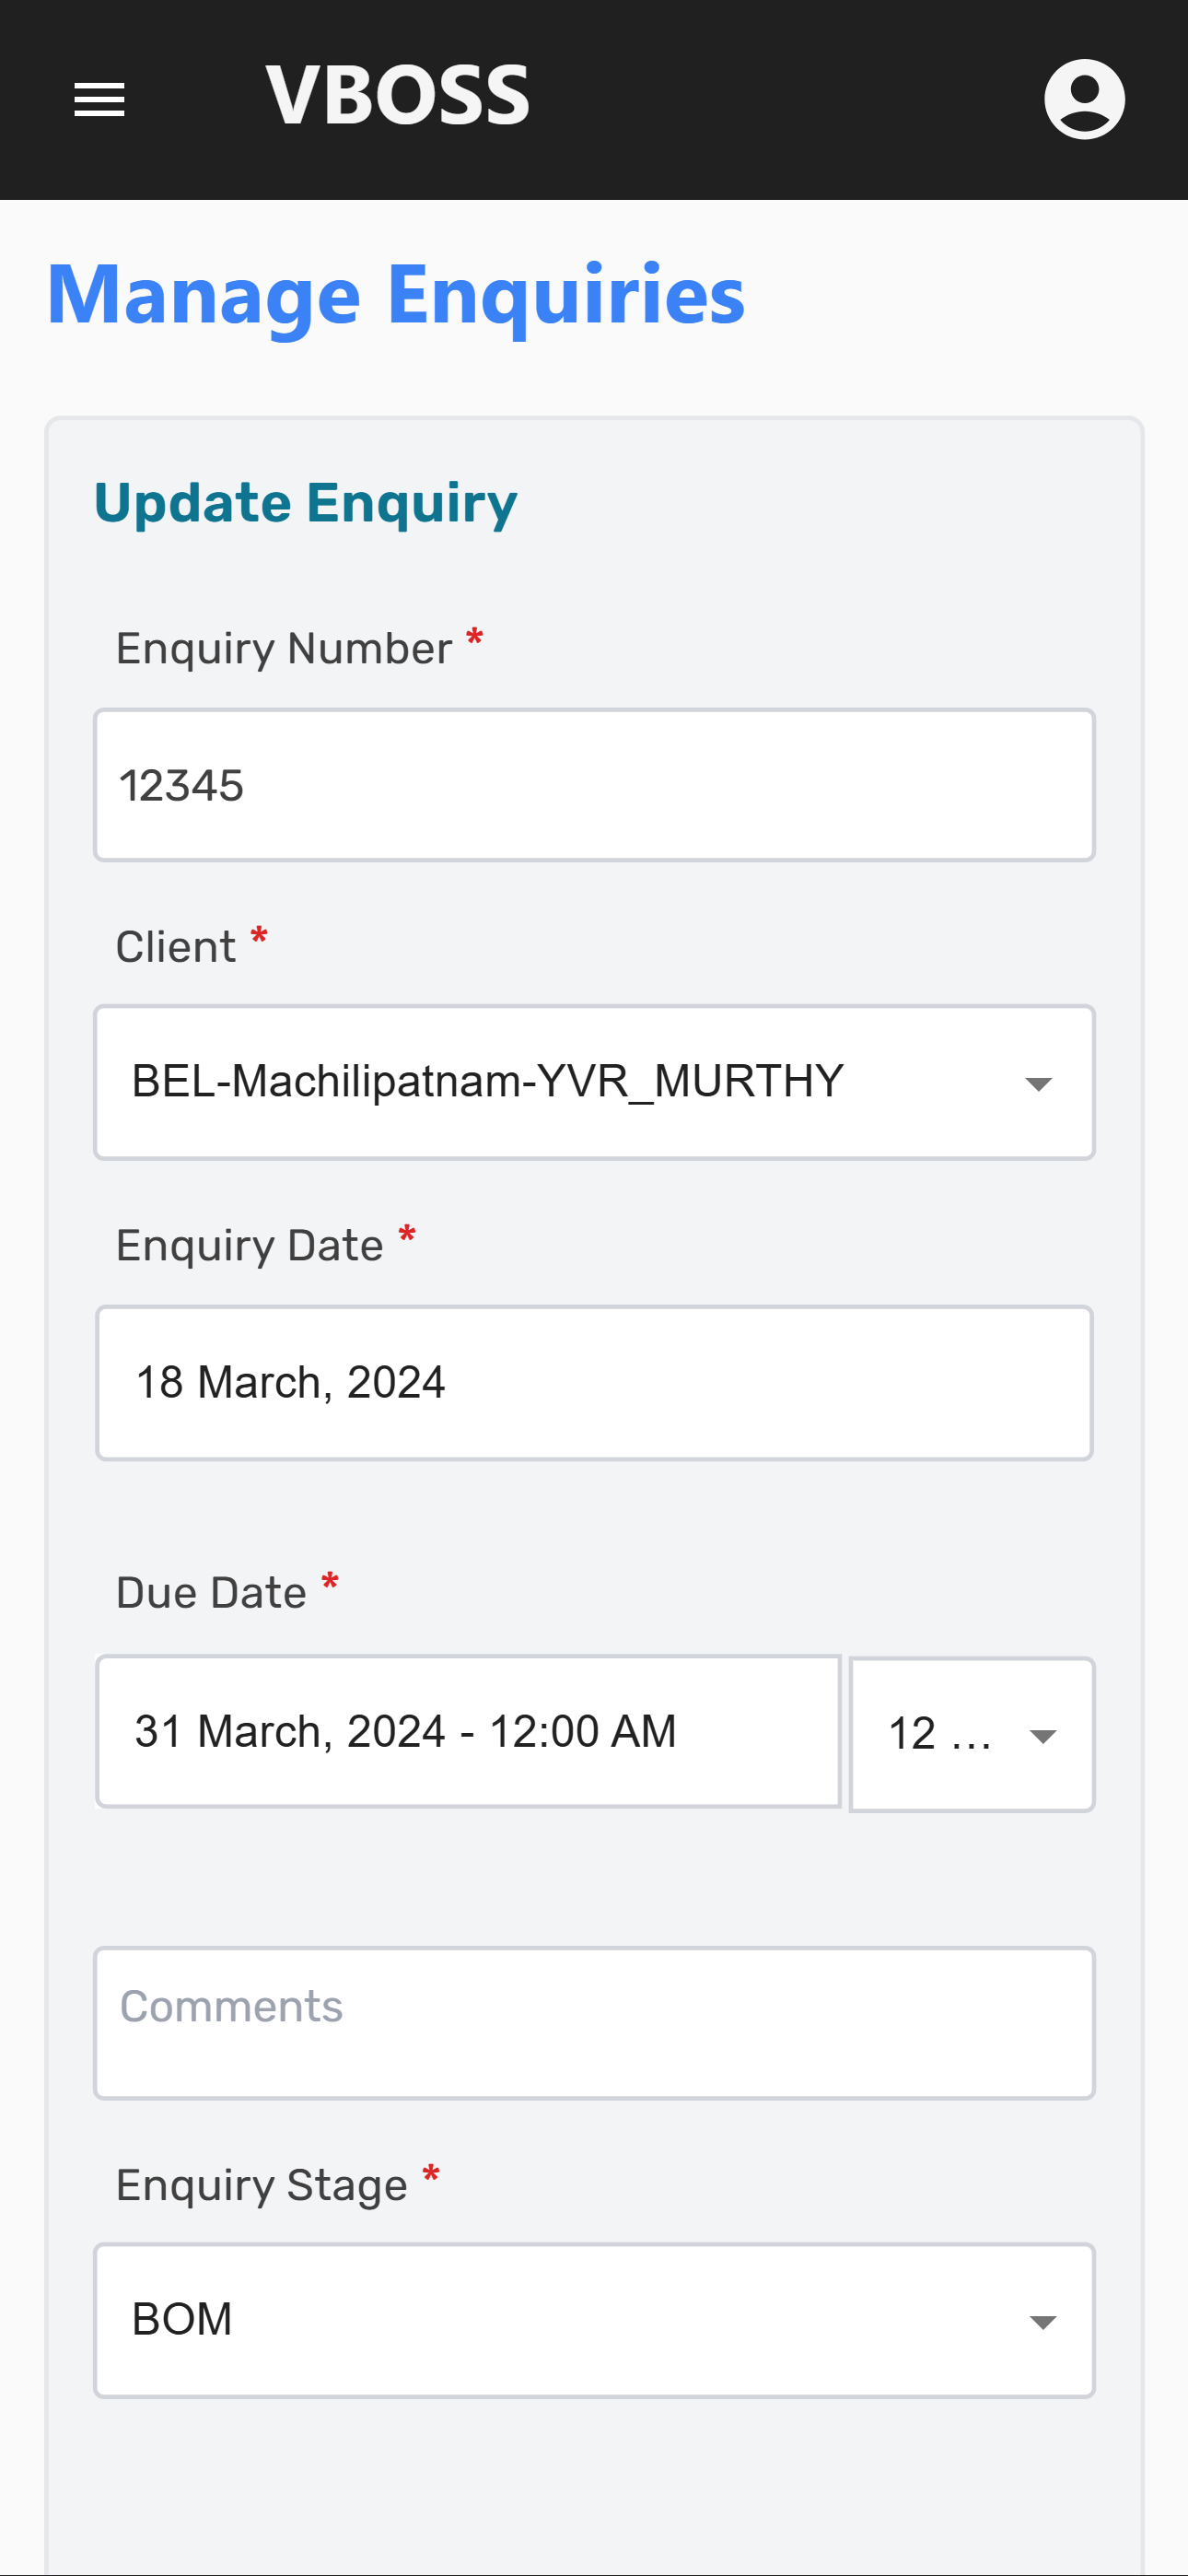 VBOSS
Manage Enquiries
Update Enquiry
Enquiry Number *
12345
Client *
BEL-Machilipatnam-YVR_MURTHY
Enquiry Date *
18 March, 2024
Due Date *
31 March, 2024 - 12:00 AM 12 ...
Comments
Enquiry Stage *
BOM